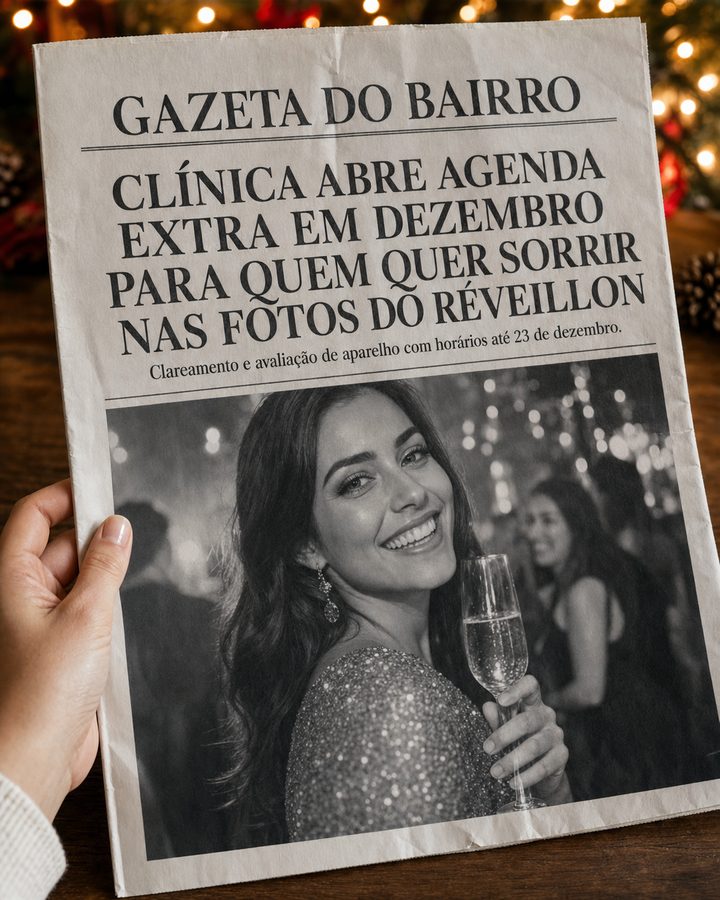 GAZETA DO BAIRRO
CLÍNICA ABRE AGENDA
EXTRA EM DEZEMBRO
PARA QUEM QUER SORRIR
NAS FOTOS DO RÉVEILLON
Clareamento e avaliação de aparelho com horários até 23 de dezembro.